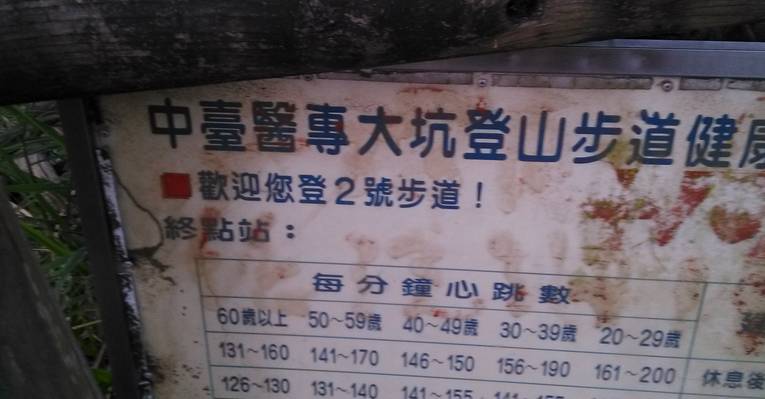 中臺醫專大坑登山步道健康
歡迎您登2號步道！
終點站：
每分鐘心跳數
60歲以上 50～59歲 40～49歲 30～39歲 20～29歲
131～160 141～170 146～150 156～190 161～200 休息後
126～130 131～140 141～155